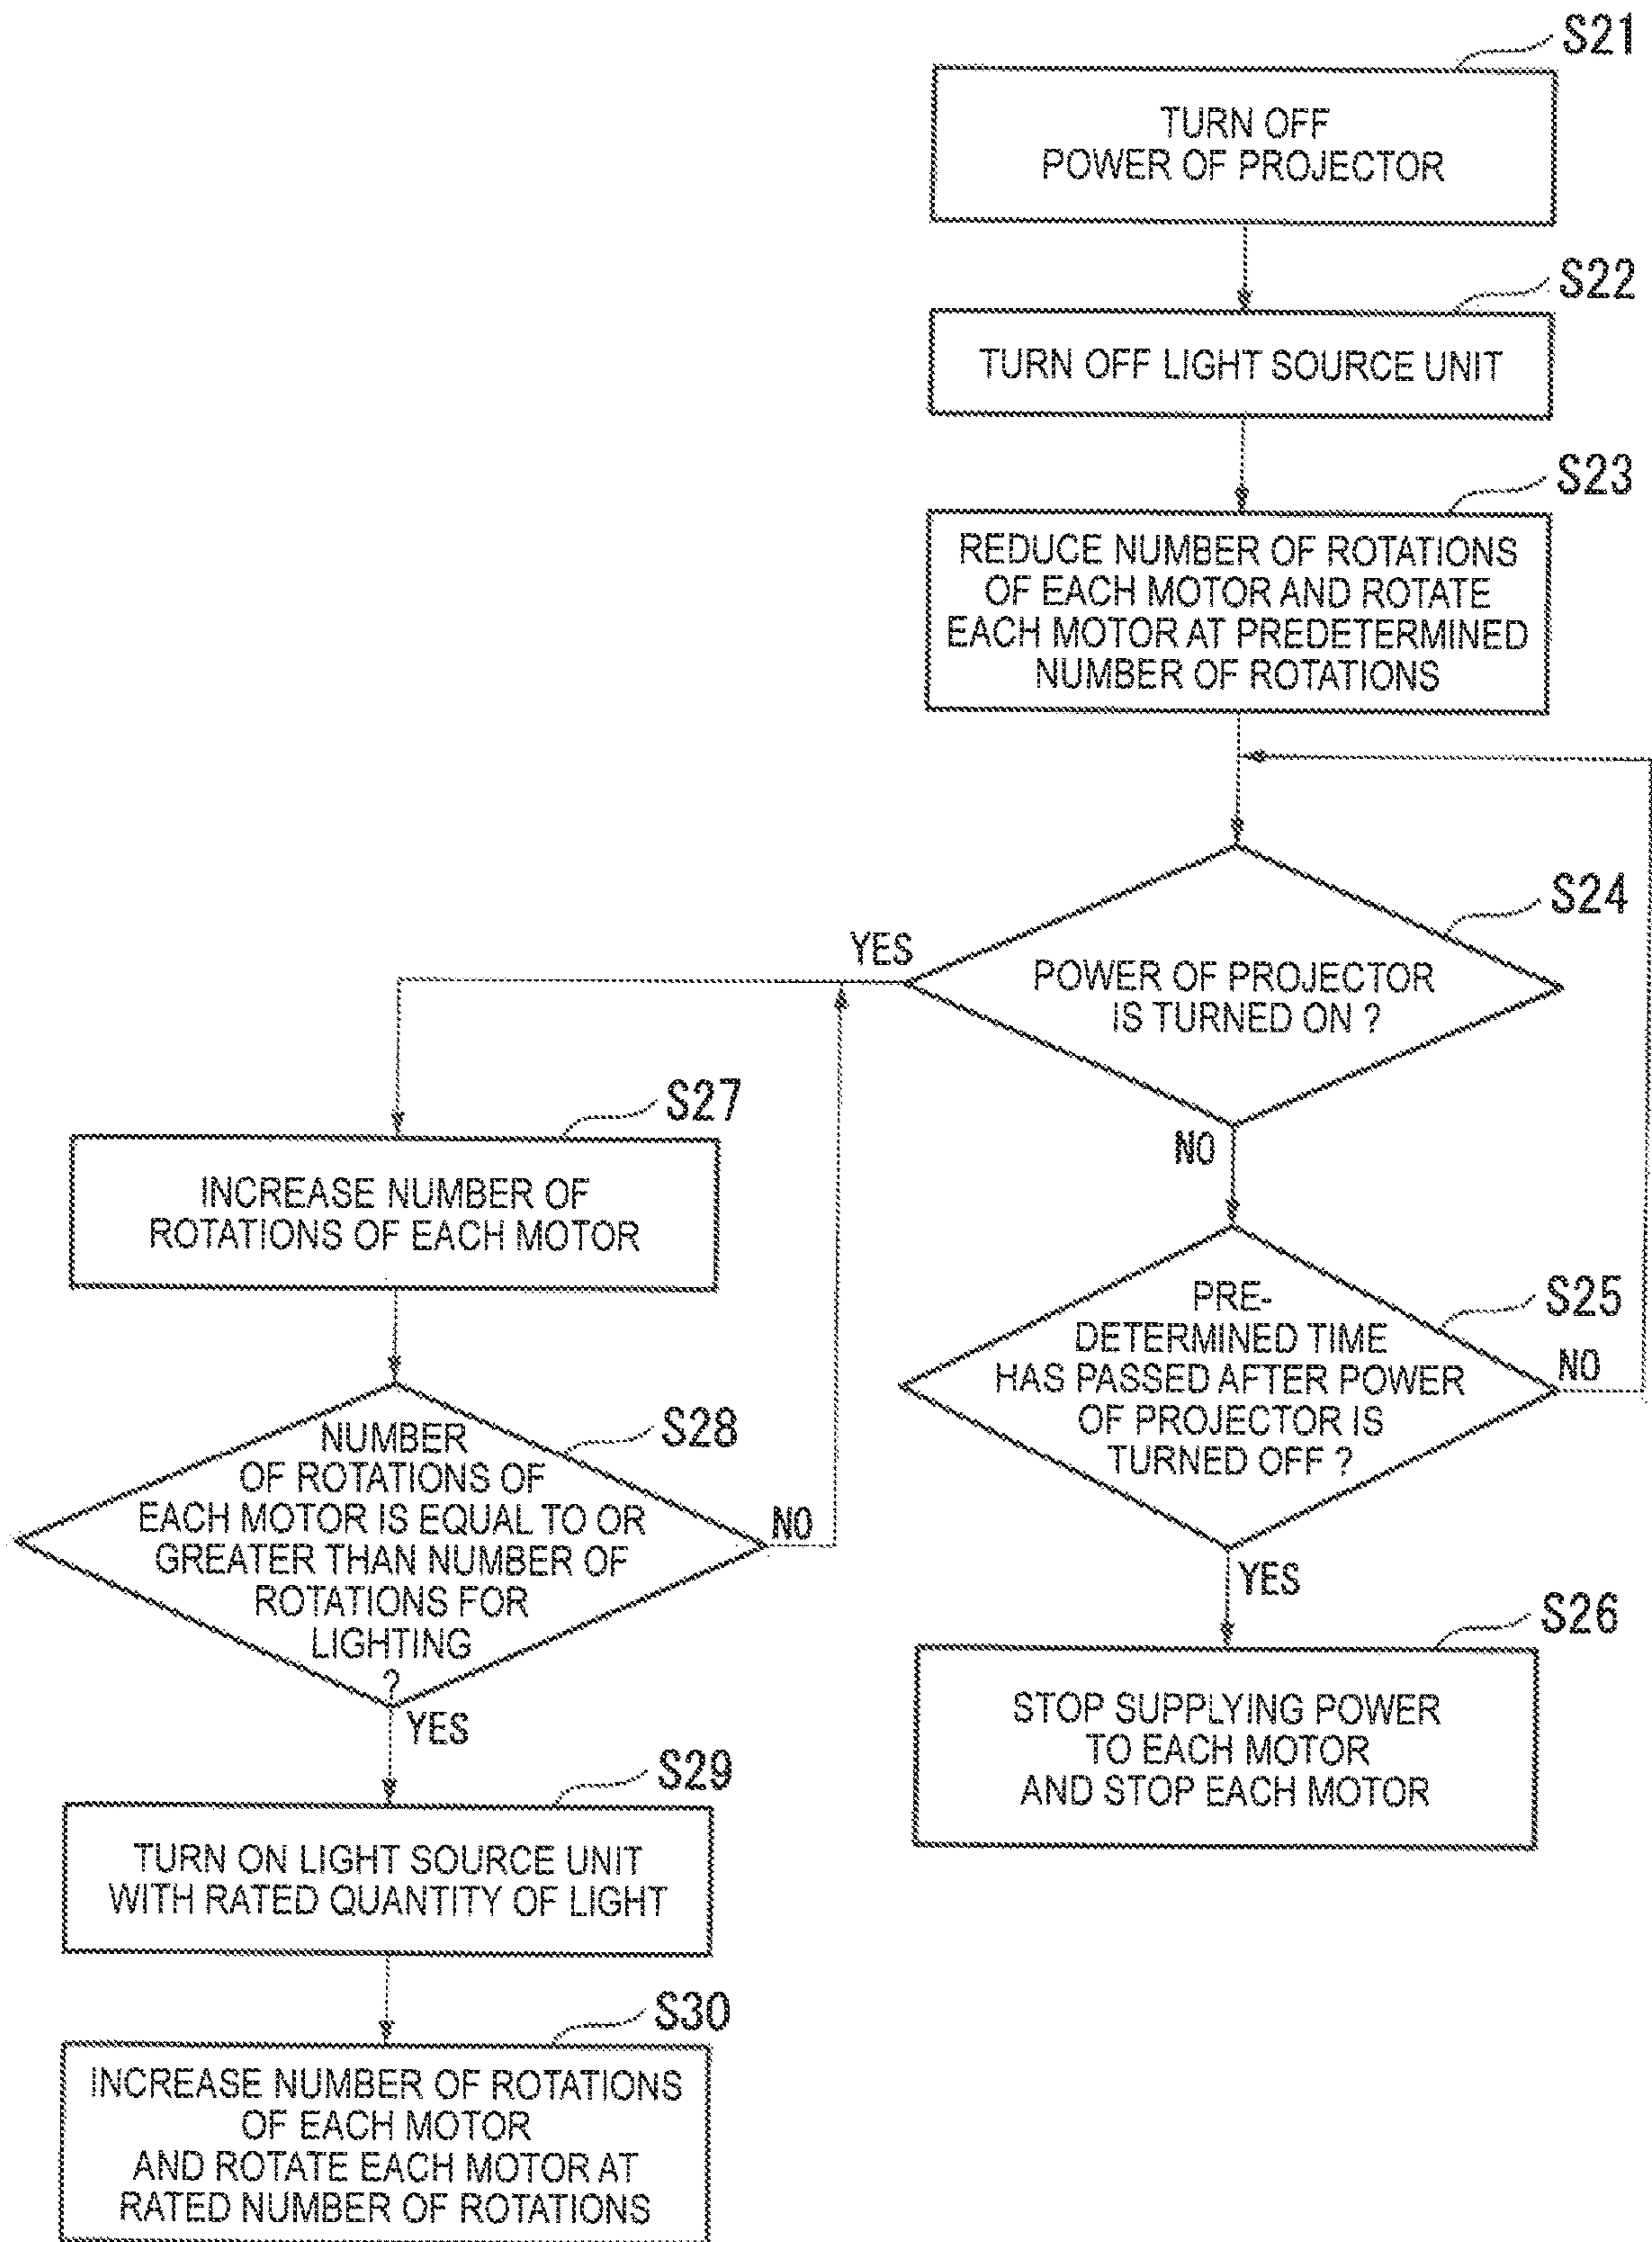 S21
TURN OFF
POWER OF PROJECTOR
S22
TURN OFF LIGHT SOURCE UNIT
S23
REDUCE NUMBER OF ROTATIONS
OF EACH MOTOR AND ROTATE
EACH MOTOR AT PREDETERMINED
NUMBER OF ROTATIONS
S24
YES
POWER OF PROJECTOR
IS TURNED ON ?
NO
S25
PRE-
DETERMINED TIME
HAS PASSED AFTER POWER
OF PROJECTOR IS
TURNED OFF ?
NO
YES
S26
STOP SUPPLYING POWER
TO EACH MOTOR
AND STOP EACH MOTOR
S27
INCREASE NUMBER OF
ROTATIONS OF EACH MOTOR
S28
NUMBER
OF ROTATIONS OF
EACH MOTOR IS EQUAL TO OR
GREATER THAN NUMBER OF
ROTATIONS FOR
LIGHTING
?
NO
YES
S29
TURN ON LIGHT SOURCE UNIT
WITH RATED QUANTITY OF LIGHT
S30
INCREASE NUMBER OF ROTATIONS
OF EACH MOTOR
AND ROTATE EACH MOTOR AT
RATED NUMBER OF ROTATIONS